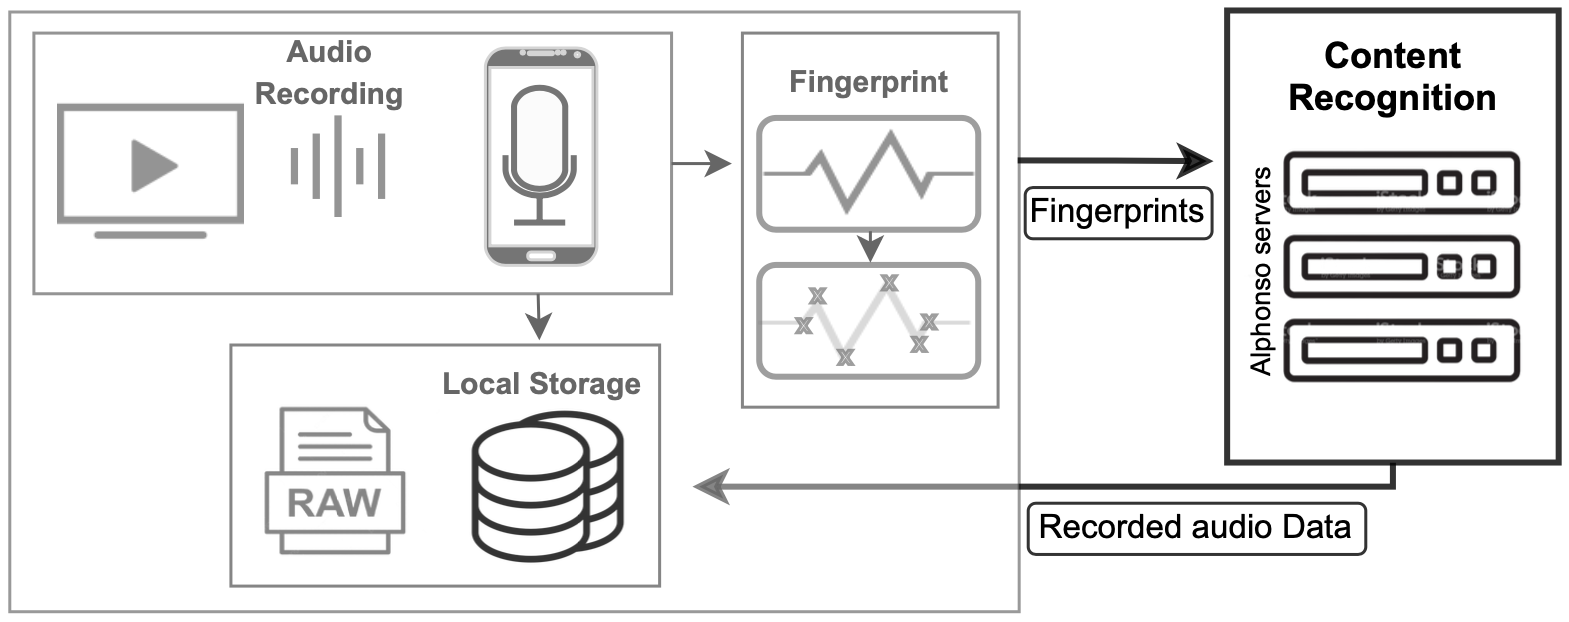 Audio
Recording
Fingerprint
Content
Recognition
Fingerprints
Alphonso servers
Local Storage
RAW
Recorded audio Data